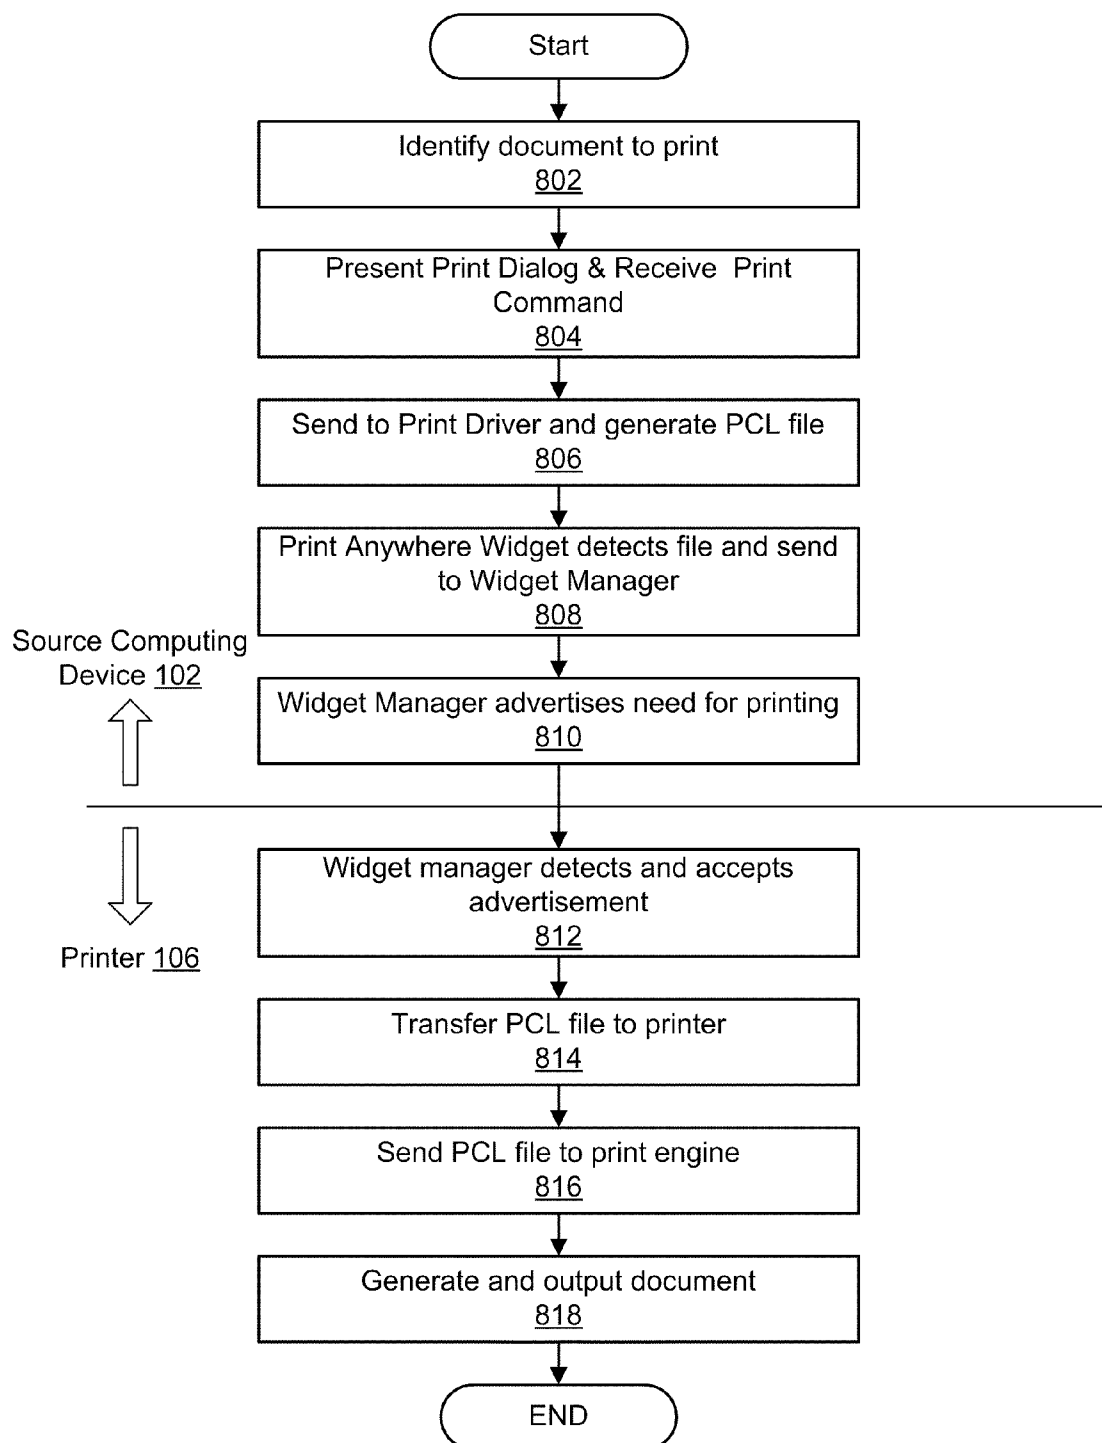 Start
Identify document to print
802
Present Print Dialog & Receive Print
Command
804
Send to Print Driver and generate PCL file
806
Print Anywhere Widget detects file and send
to Widget Manager
808
Source Computing
Device 102
Widget Manager advertises need for printing
810
Widget manager detects and accepts
advertisement
812
Printer 106
Transfer PCL file to printer
814
Send PCL file to print engine
816
Generate and output document
818
END